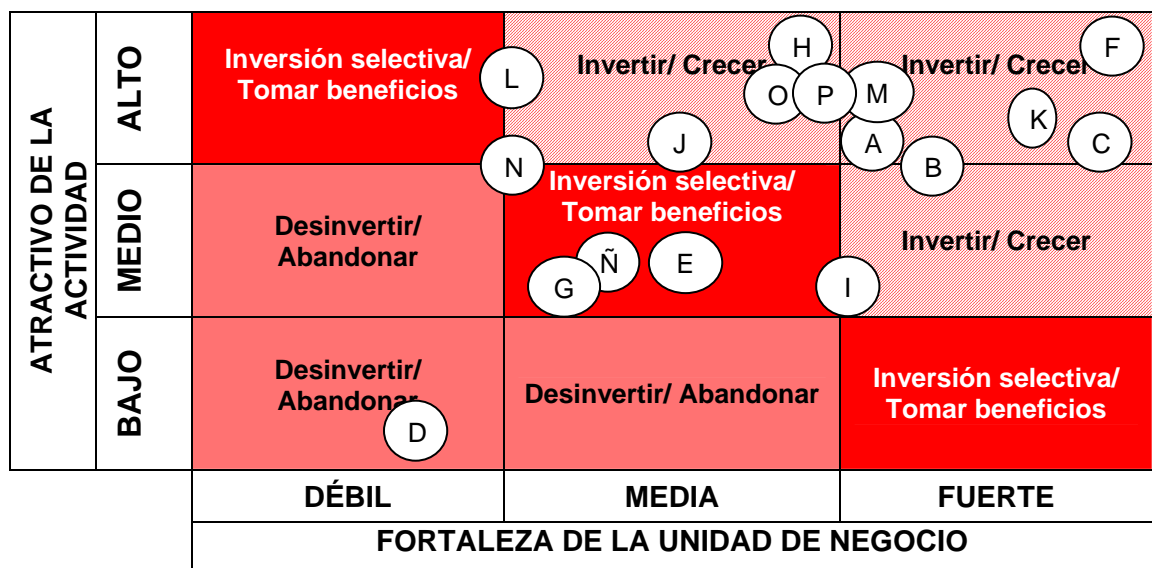 ATRACTIVO DE LA
ACTIVIDAD
ALTO
Inversión selectiva/
Tomar beneficios
L
Invertir/ Crecer
H
O
P
J
N
Invertir/ Crecer
F
M
A
K
B
C
MEDIO
Desinvertir/
Abandonar
Inversión selectiva/
Tomar beneficios
G
Ñ
E
I
Invertir/ Crecer
BAJO
Desinvertir/
Abandonar
D
Desinvertir/ Abandonar
Inversión selectiva/
Tomar beneficios
DÉBIL
MEDIA
FUERTE
FORTALEZA DE LA UNIDAD DE NEGOCIO